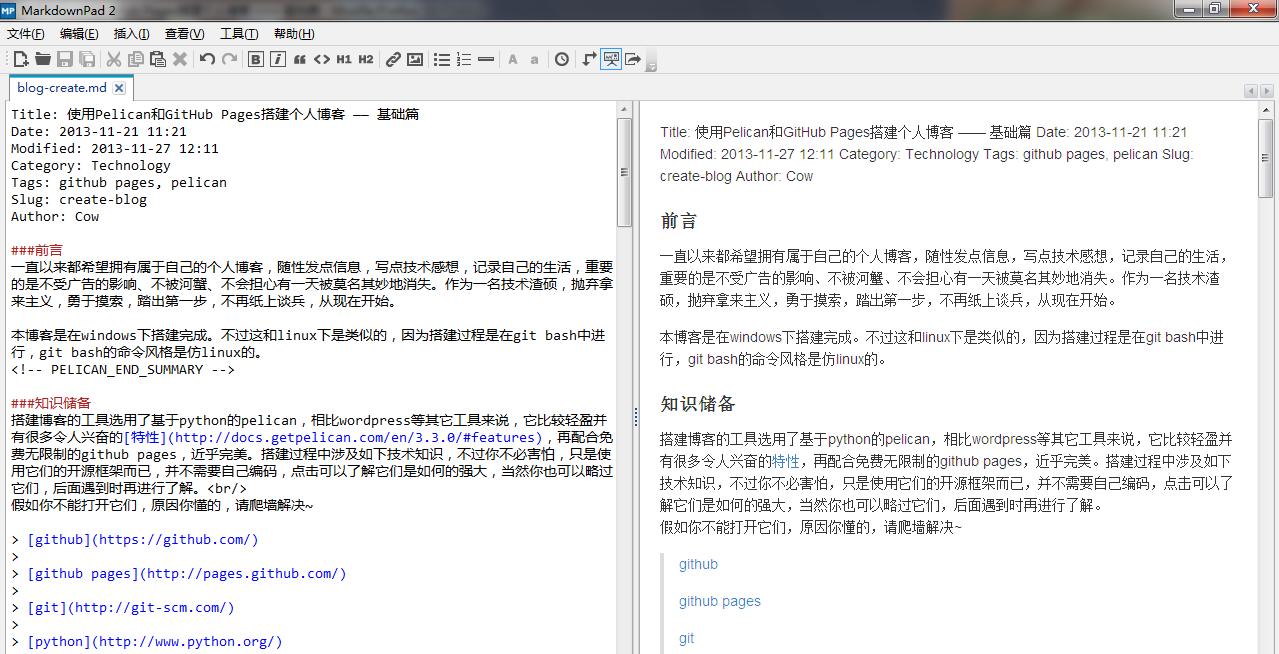 MarkdownPad 2
文件(F) 编辑(E) 插入(I) 查看(V) 工具(T) 帮助(H)
B i H1 H2 A a
blog-create.md
Title: 使用Pelican和GitHub Pages搭建个人博客 —— 基础篇
Date: 2013-11-21 11:21
Modified: 2013-11-27 12:11
Category: Technology
Tags: github pages, pelican
Slug: create-blog
Author: Cow
###前言
一直以来都希望拥有属于自己的个人博客，随性发点信息，写点技术感想，记录自己的生活，重要
的是不受广告的影响、不被河蟹、不会担心有一天被莫名其妙地消失。作为一名技术渣硕，抛弃拿
来主义，勇于摸索，踏出第一步，不再纸上谈兵，从现在开始。
本博客是在windows下搭建完成。不过这和linux下是类似的，因为搭建过程是在git bash中进
行，git bash的命令风格是仿linux的。
<!-- PELICAN_END_SUMMARY -->
###知识储备
搭建博客的工具选用了基于python的pelican，相比wordpress等其它工具来说，它比较轻盈并
有很多令人兴奋的[特性](http://docs.getpelican.com/en/3.3.0/#features)，再配合免
费无限制的github pages，近乎完美。搭建过程中涉及如下技术知识，不过你不必害怕，只是使
用它们的开源框架而已，并不需要自己编码，点击可以了解它们是如何的强大，当然你也可以略过
它们，后面遇到时再进行了解。<br/>
假如你不能打开它们，原因你懂的，请爬墙解决~
> [github](https://github.com/)
>
> [github pages](http://pages.github.com/)
>
> [git](http://git-scm.com/)
>
> [python](http://www.python.org/)
Title: 使用Pelican和GitHub Pages搭建个人博客 —— 基础篇 Date: 2013-11-21 11:21
Modified: 2013-11-27 12:11 Category: Technology Tags: github pages, pelican Slug:
create-blog Author: Cow
前言
一直以来都希望拥有属于自己的个人博客，随性发点信息，写点技术感想，记录自己的生活，
重要的是不受广告的影响、不被河蟹、不会担心有一天被莫名其妙地消失。作为一名技术渣
硕，抛弃拿来主义，勇于摸索，踏出第一步，不再纸上谈兵，从现在开始。
本博客是在windows下搭建完成。不过这和linux下是类似的，因为搭建过程是在git bash中进
行，git bash的命令风格是仿linux的。
知识储备
搭建博客的工具选用了基于python的pelican，相比wordpress等其它工具来说，它比较轻盈并
有很多令人兴奋的特性，再配合免费无限制的github pages，近乎完美。搭建过程中涉及如下
技术知识，不过你不必害怕，只是使用它们的开源框架而已，并不需要自己编码，点击可以了
解它们是如何的强大，当然你也可以略过它们，后面遇到时再进行了解。
假如你不能打开它们，原因你懂的，请爬墙解决~
github
github pages
git